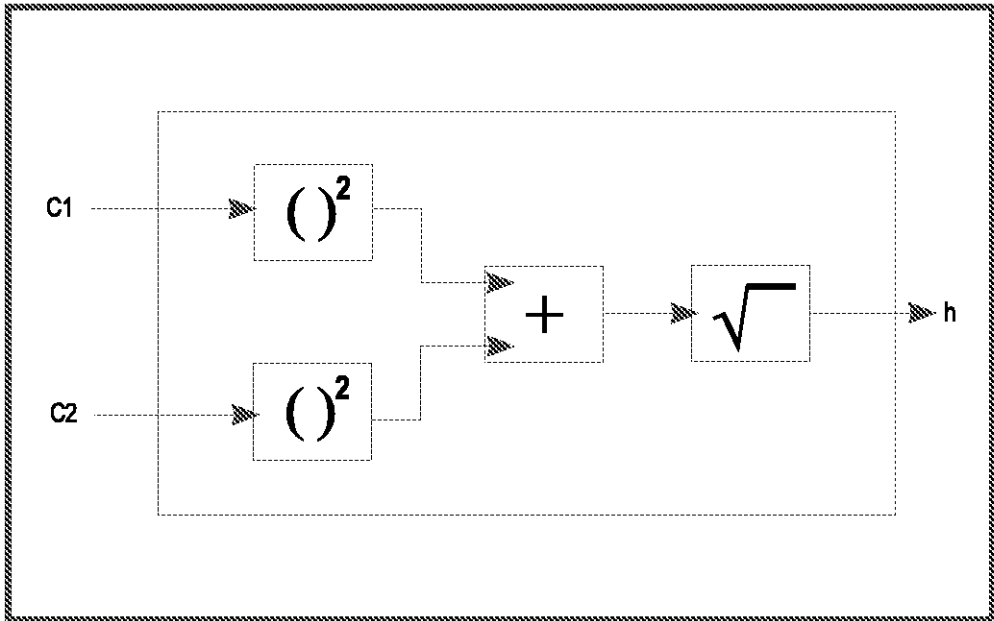 C1
( )²
+
√
h
C2
( )²